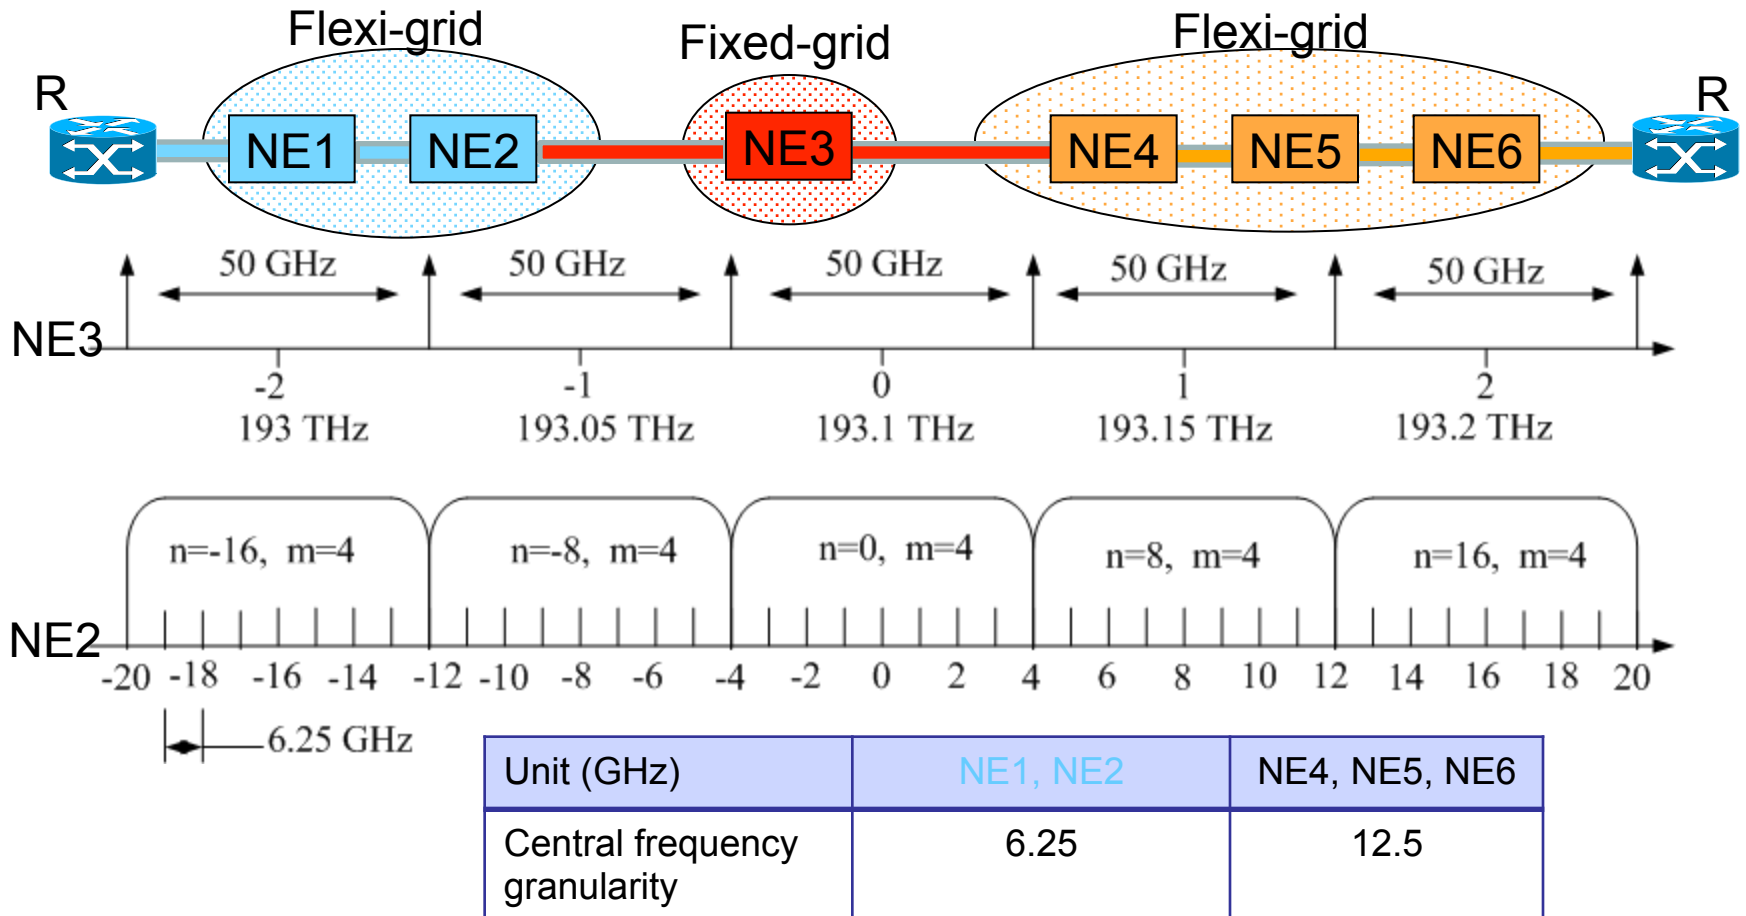 Flexi-grid Fixed-grid Flexi-grid
R R
NE1 NE2 NE3 NE4 NE5 NE6
50 GHz 50 GHz 50 GHz 50 GHz 50 GHz
NE3
-2 -1 0 1 2
193 THz 193.05 THz 193.1 THz 193.15 THz 193.2 THz
n=-16, m=4 n=-8, m=4 n=0, m=4 n=8, m=4 n=16, m=4
NE2
-20 -18 -16 -14 -12 -10 -8 -6 -4 -2 0 2 4 6 8 10 12 14 16 18 20
6.25 GHz
Unit (GHz) NE1, NE2 NE4, NE5, NE6
Central frequency 6.25 12.5
granularity